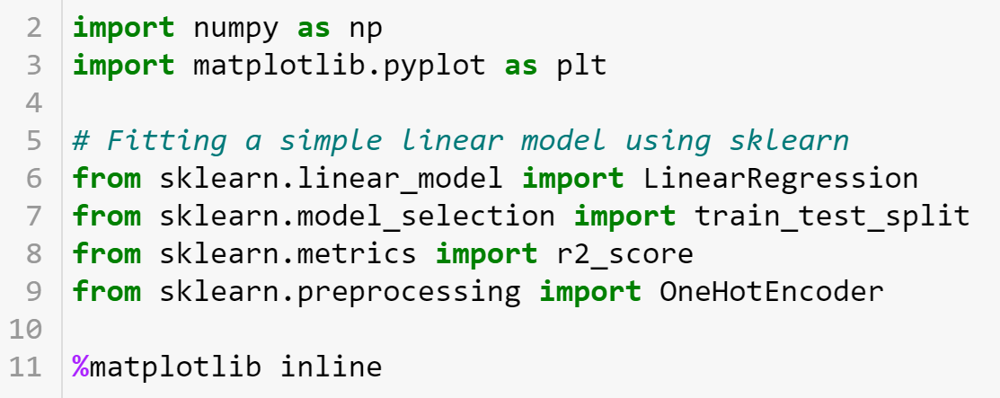 2 import numpy as np
3 import matplotlib.pyplot as plt
4
5 # Fitting a simple linear model using sklearn
6 from sklearn.linear_model import LinearRegression
7 from sklearn.model_selection import train_test_split
8 from sklearn.metrics import r2_score
9 from sklearn.preprocessing import OneHotEncoder
10
11 %matplotlib inline